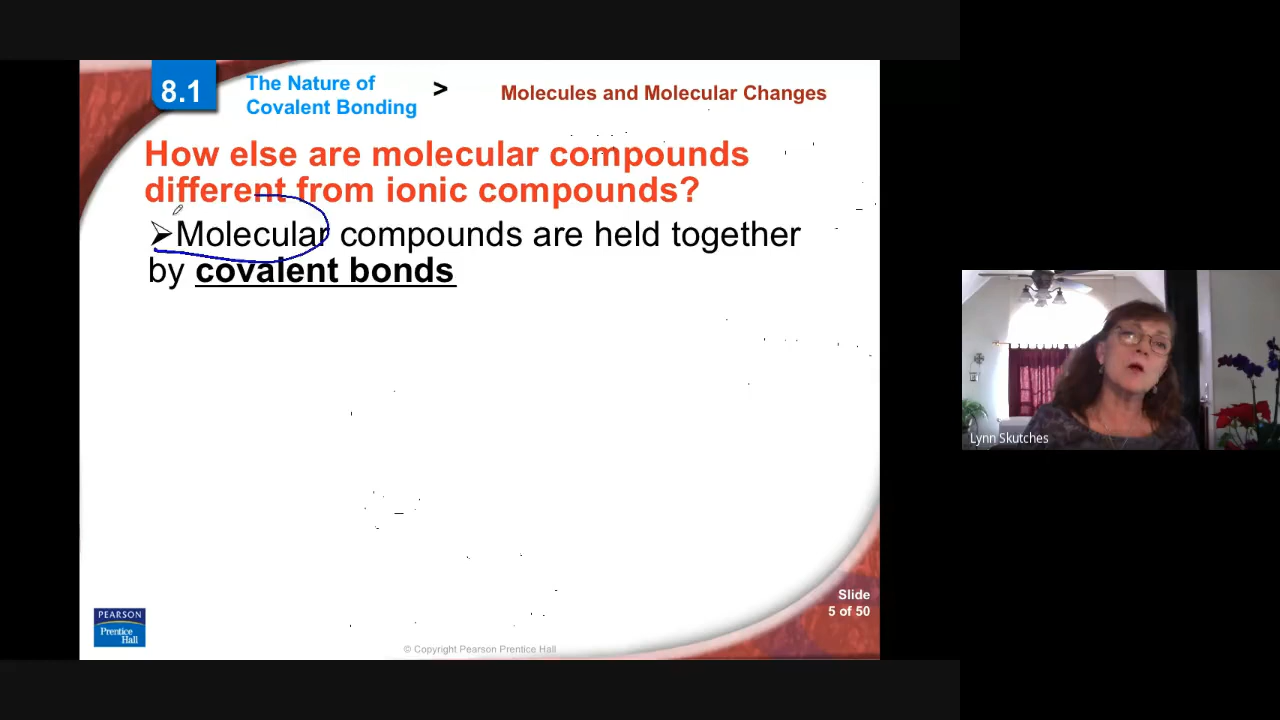 8.1
The Nature of
Covalent Bonding
>
Molecules and Molecular Changes
How else are molecular compounds
different from ionic compounds?
➢Molecular compounds are held together
by covalent bonds
Lynn Skutches
Slide
5 of 50
PEARSON
Prentice
Hall
© Copyright Pearson Prentice Hall